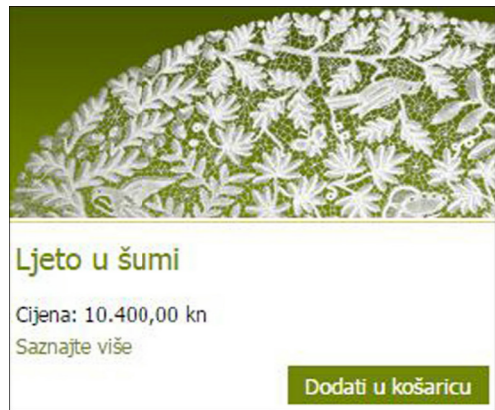 Ljeto u šumi
Cijena: 10.400,00 kn
Saznajte više
Dodati u košaricu